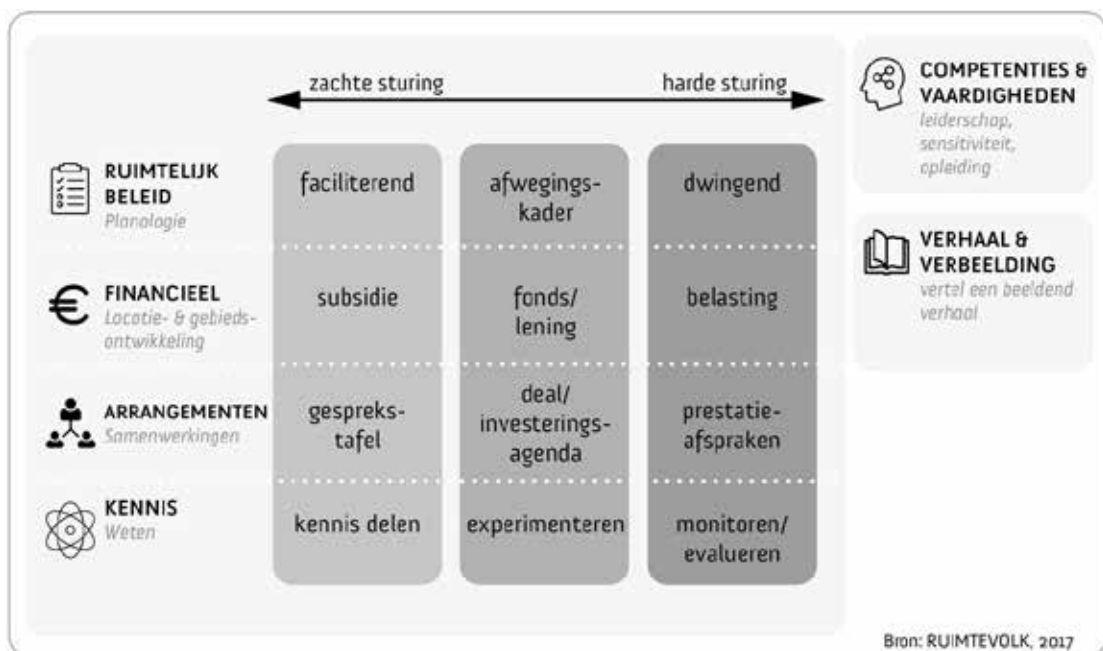 zachte sturing
harde sturing
RUIMTELIJK
BELEID
Planologie
faciliterend
afwegings-
kader
dwingend
FINANCIEEL
Locatie- & gebieds-
ontwikkeling
subsidie
fonds/
lening
belasting
ARRANGEMENTEN
Samenwerkingen
gespreks-
tafel
deal/
investerings-
agenda
prestatie-
afspraken
KENNIS
Weten
kennis delen
experimenteren
monitoren/
evalueren
COMPETENTIES &
VAARDIGHEDEN
leiderschap,
sensitiviteit,
opleiding
VERHAAL &
VERBEELDING
vertel een beeldend
verhaal
Bron: RUIMTEVOLK, 2017